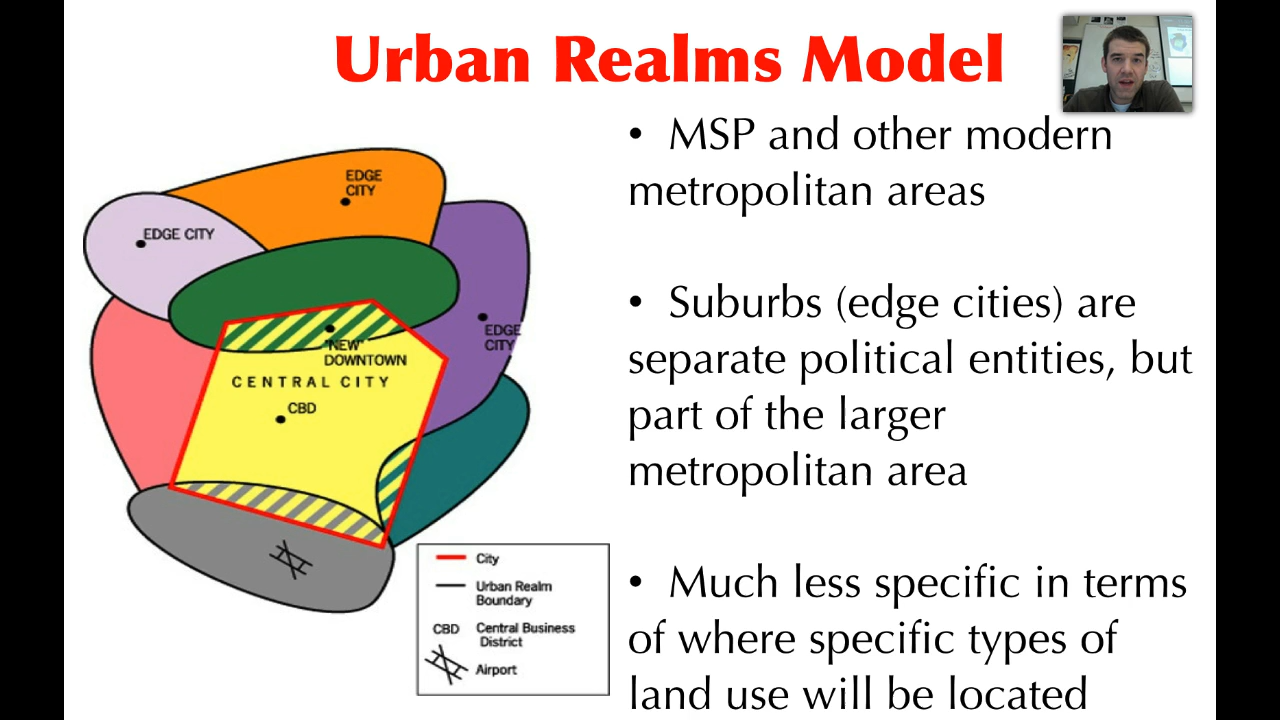 Urban Realms Model
• MSP and other modern
metropolitan areas
• Suburbs (edge cities) are
separate political entities, but
part of the larger
metropolitan area
• Much less specific in terms
of where specific types of
land use will be located
EDGE
CITY
EDGE CITY
EDGE
CITY
"NEW"
DOWNTOWN
CENTRAL CITY
CBD
City
Urban Realm
Boundary
CBD Central Business
District
Airport